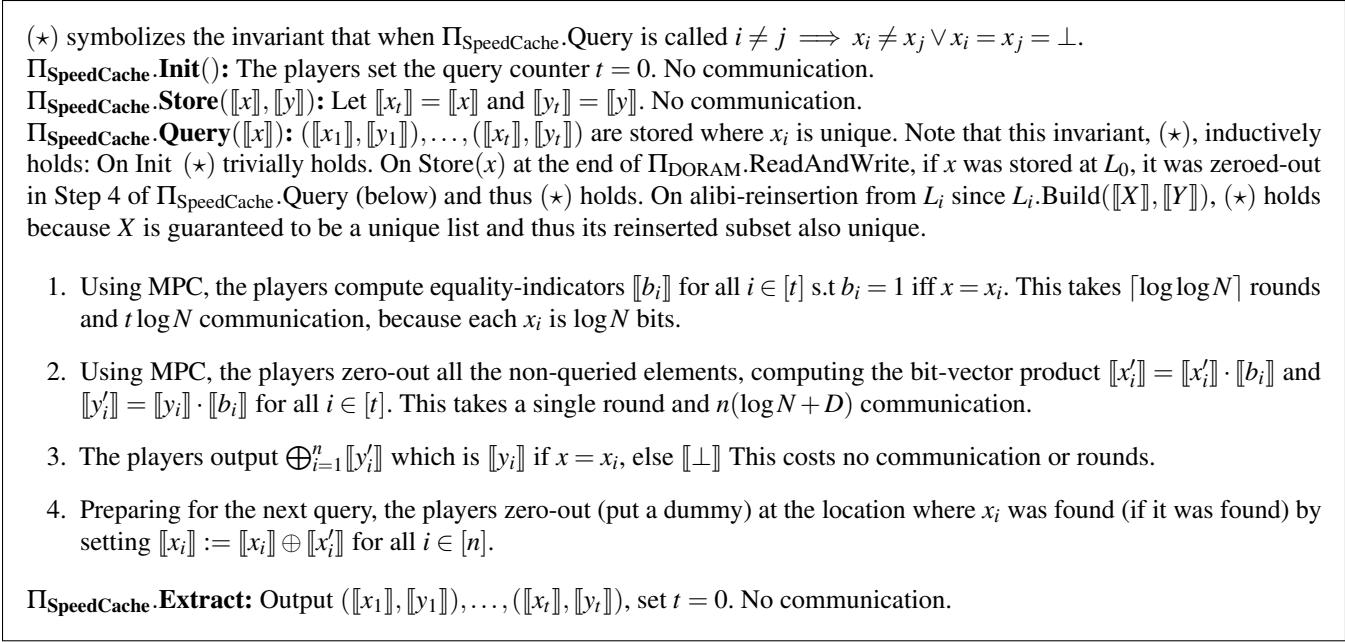 (⋆) symbolizes the invariant that when Π_SpeedCache.Query is called i ≠ j ⟹ x_i ≠ x_j ∨ x_i = x_j = ⊥.
Π_SpeedCache.Init(): The players set the query counter t = 0. No communication.
Π_SpeedCache.Store(⟦x⟧,⟦y⟧): Let ⟦x_t⟧ = ⟦x⟧ and ⟦y_t⟧ = ⟦y⟧. No communication.
Π_SpeedCache.Query(⟦x⟧): (⟦x_1⟧,⟦y_1⟧),...,(⟦x_t⟧,⟦y_t⟧) are stored where x_i is unique. Note that this invariant, (⋆), inductively
holds: On Init (⋆) trivially holds. On Store(x) at the end of Π_DORAM.ReadAndWrite, if x was stored at L_0, it was zeroed-out
in Step 4 of Π_SpeedCache.Query (below) and thus (⋆) holds. On alibi-reinsertion from L_i since L_i.Build(⟦X⟧,⟦Y⟧), (⋆) holds
because X is guaranteed to be a unique list and thus its reinserted subset also unique.
1. Using MPC, the players compute equality-indicators ⟦b_i⟧ for all i ∈ [t] s.t b_i = 1 iff x = x_i. This takes ⌈log log N⌉ rounds
and t log N communication, because each x_i is log N bits.
2. Using MPC, the players zero-out all the non-queried elements, computing the bit-vector product ⟦x′_i⟧ = ⟦x′_i⟧ · ⟦b_i⟧ and
⟦y′_i⟧ = ⟦y_i⟧ · ⟦b_i⟧ for all i ∈ [t]. This takes a single round and n(log N + D) communication.
3. The players output ⨁_{i=1}^n ⟦y′_i⟧ which is ⟦y_i⟧ if x = x_i, else ⟦⊥⟧ This costs no communication or rounds.
4. Preparing for the next query, the players zero-out (put a dummy) at the location where x_i was found (if it was found) by
setting ⟦x_i⟧ := ⟦x_i⟧ ⊕ ⟦x′_i⟧ for all i ∈ [n].
Π_SpeedCache.Extract: Output (⟦x_1⟧,⟦y_1⟧),...,(⟦x_t⟧,⟦y_t⟧), set t = 0. No communication.